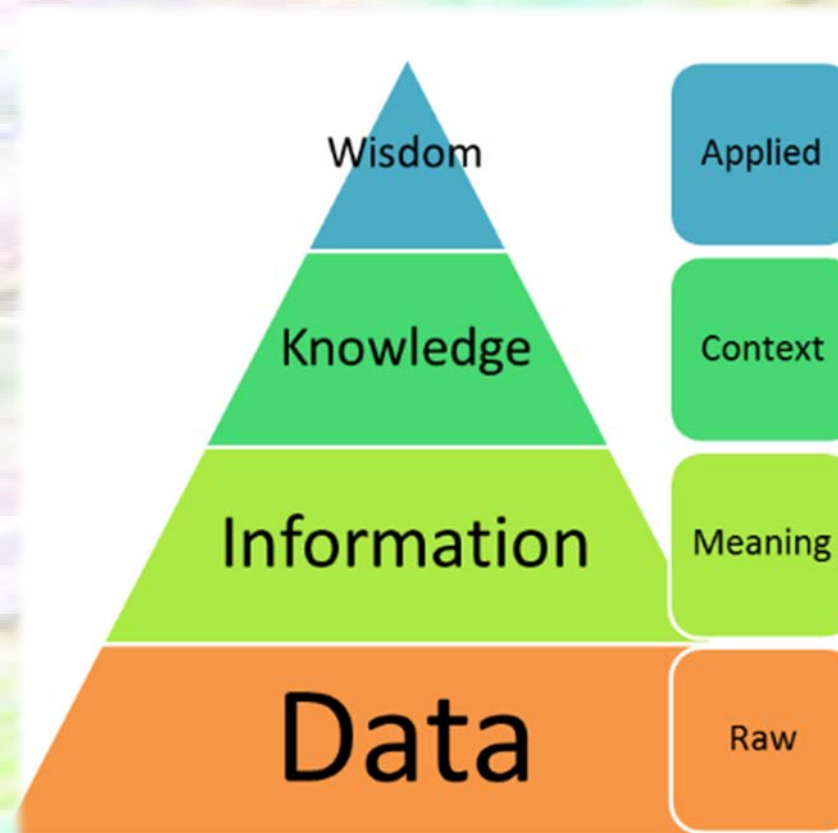 Wisdom
Applied
Knowledge
Context
Information
Meaning
Data
Raw